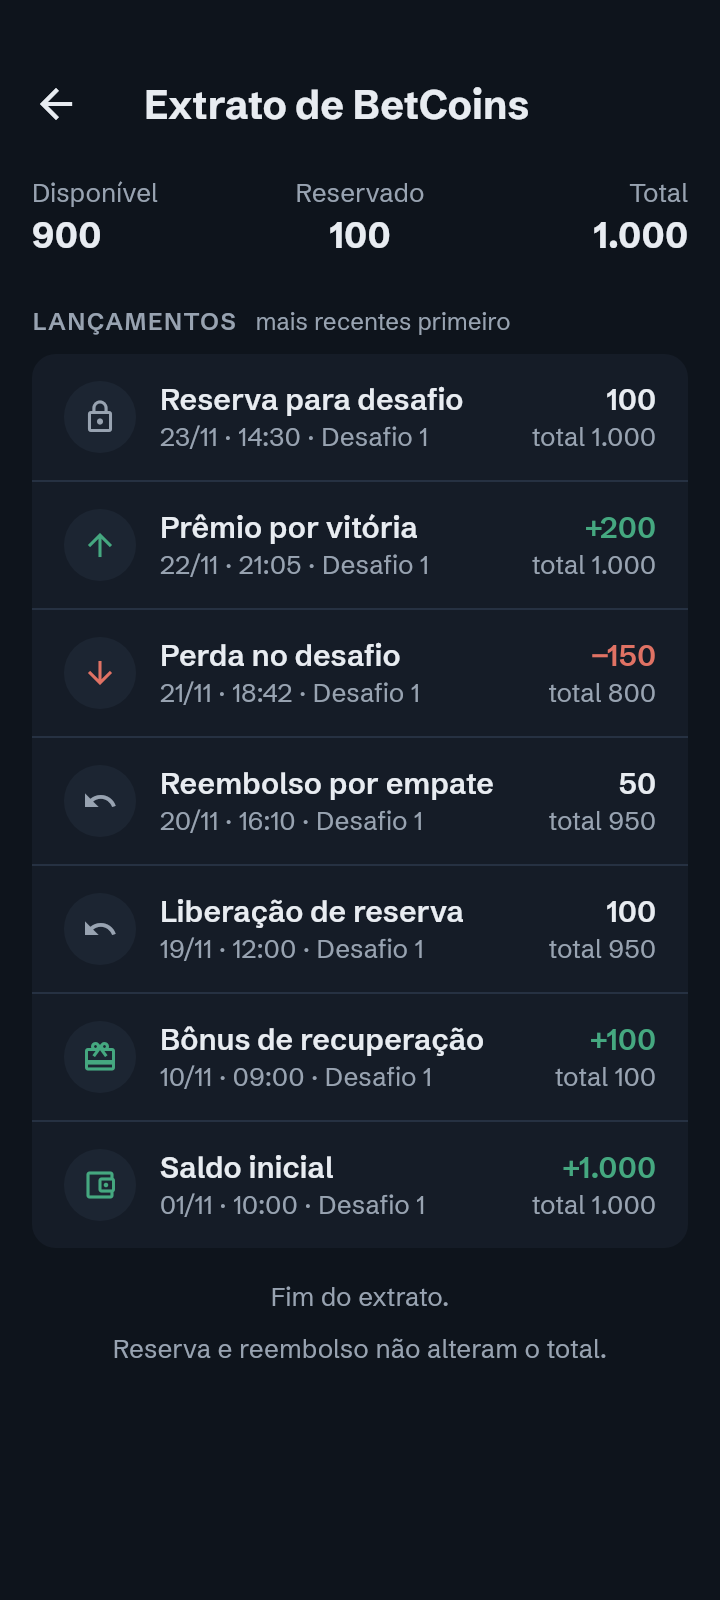 Extrato de BetCoins
Disponível Reservado Total
900 100 1.000
LANÇAMENTOS mais recentes primeiro
Reserva para desafio 100
23/11 · 14:30 · Desafio 1 total 1.000
Prêmio por vitória +200
22/11 · 21:05 · Desafio 1 total 1.000
Perda no desafio −150
21/11 · 18:42 · Desafio 1 total 800
Reembolso por empate 50
20/11 · 16:10 · Desafio 1 total 950
Liberação de reserva 100
19/11 · 12:00 · Desafio 1 total 950
Bônus de recuperação +100
10/11 · 09:00 · Desafio 1 total 100
Saldo inicial +1.000
01/11 · 10:00 · Desafio 1 total 1.000
Fim do extrato.
Reserva e reembolso não alteram o total.